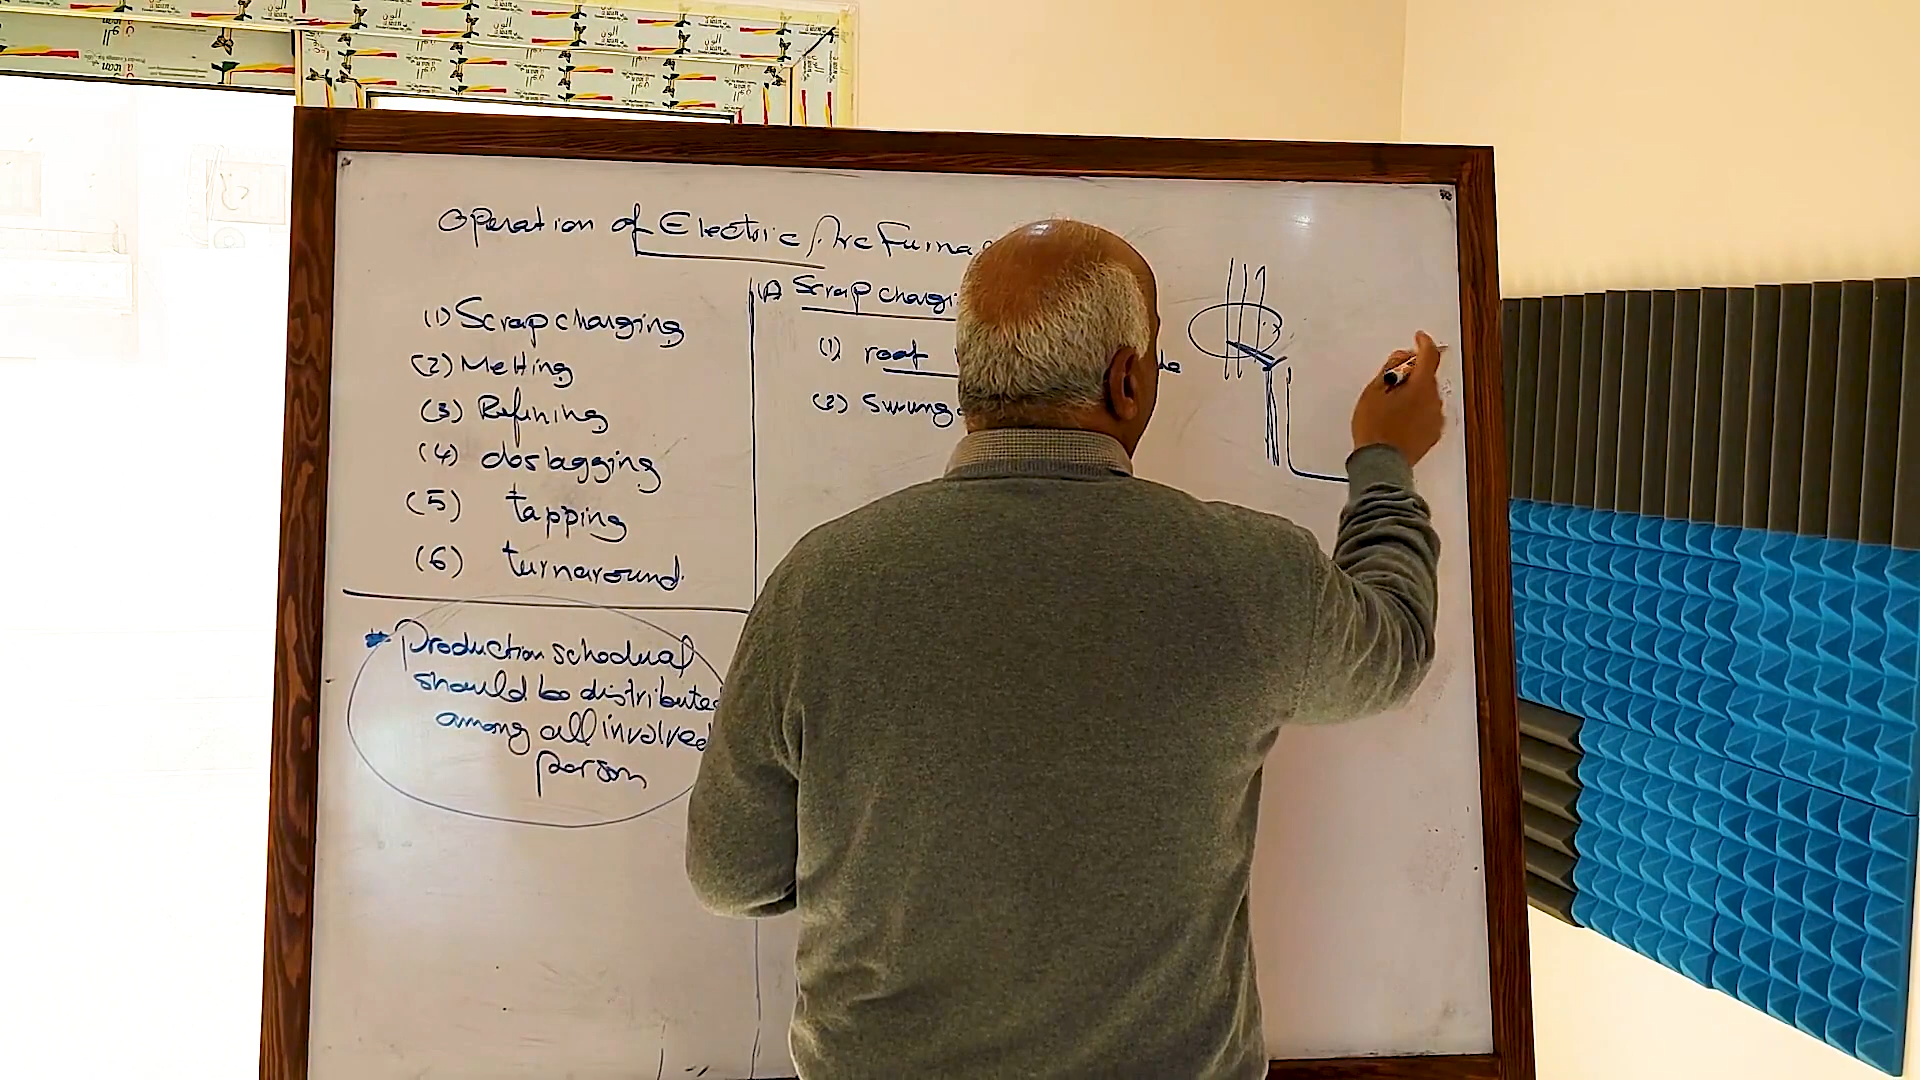 Operation of Electric Arc Furna
(1) Scrap charging
(2) Melting
(3) Refining
(4) deslagging
(5) tapping
(6) turnaround.
* Production schedual
should be distributed
among all involved
person
(1) Scrap chargi
(1) roof
(2) swung